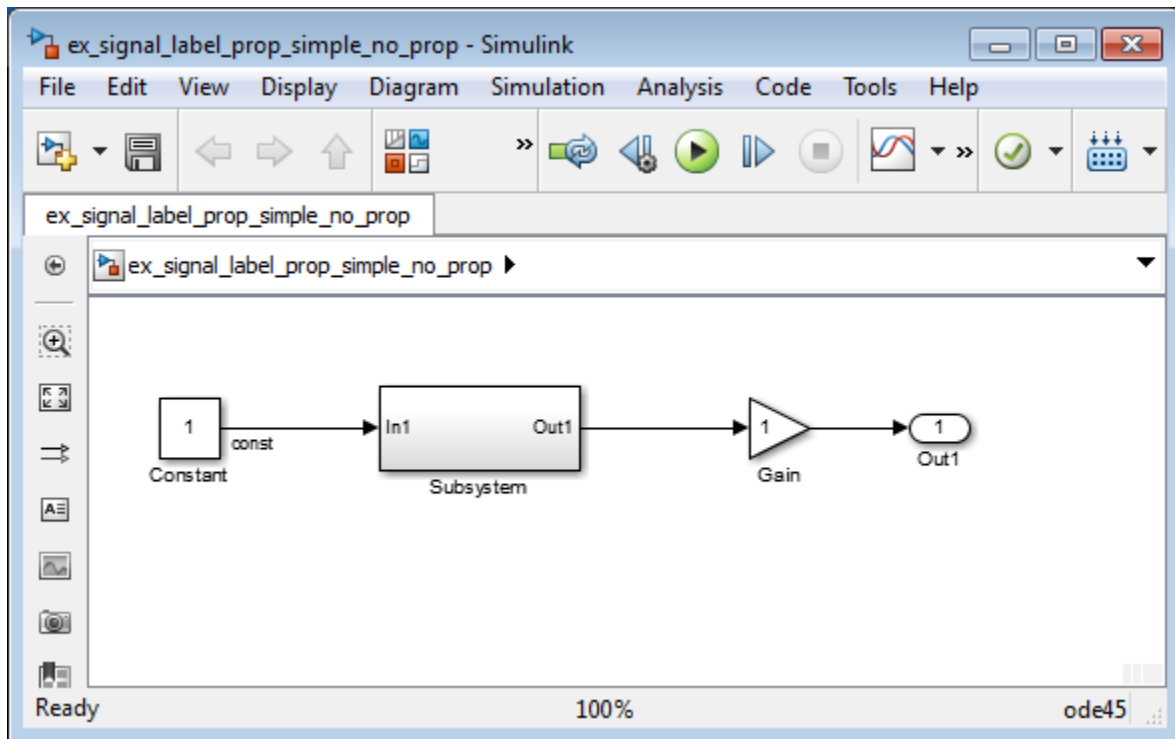 ex_signal_label_prop_simple_no_prop - Simulink
File Edit View Display Diagram Simulation Analysis Code Tools Help
» »
ex_signal_label_prop_simple_no_prop
ex_signal_label_prop_simple_no_prop
1 const In1 Out1 1 1
Constant Subsystem Gain Out1
A
Ready 100% ode45